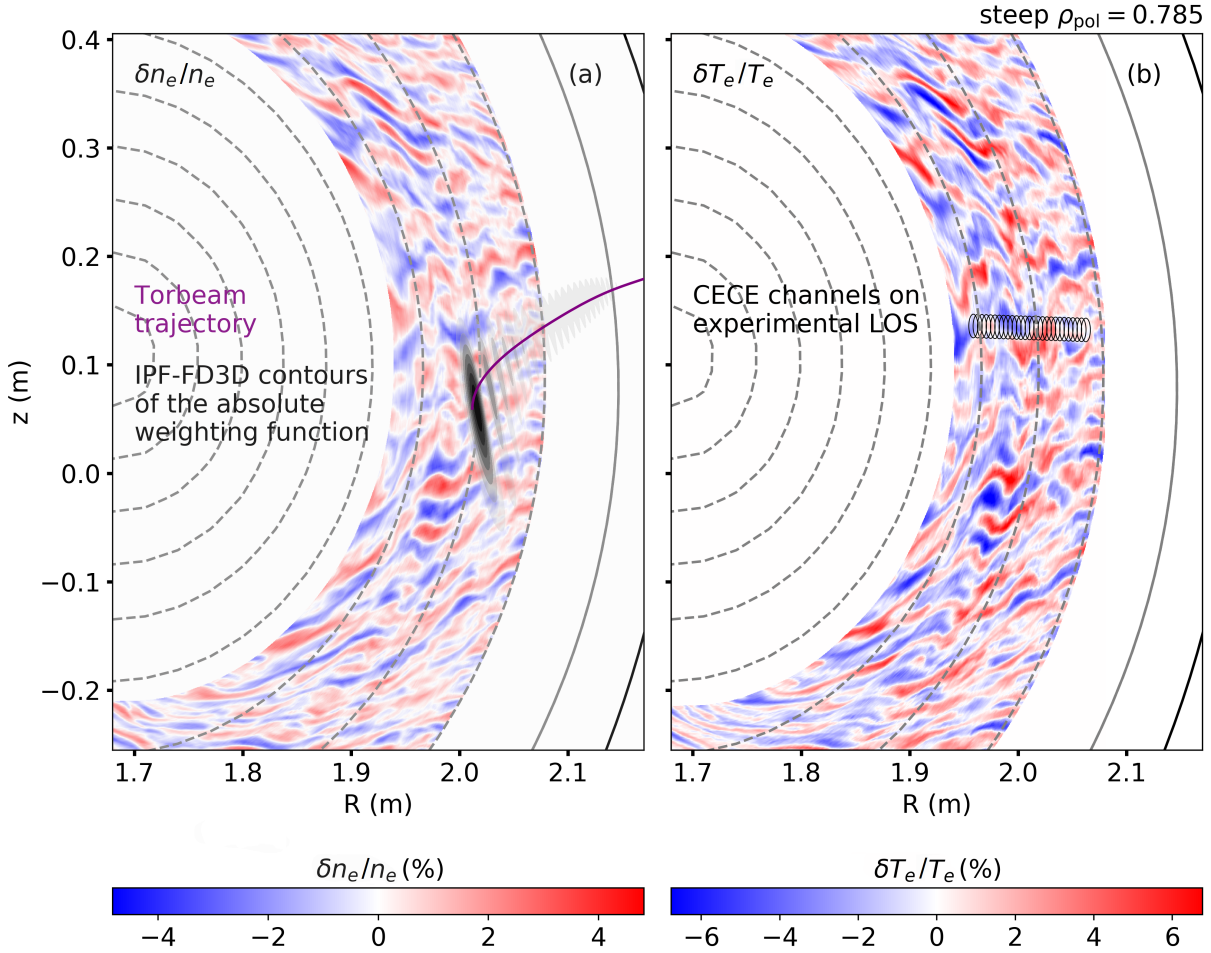 steep ρpol = 0.785
δne/ne
(a)
δTe/Te
(b)
Torbeam
trajectory
IPF-FD3D contours
of the absolute
weighting function
CECE channels on
experimental LOS
z (m)
0.4
0.3
0.2
0.1
0.0
−0.1
−0.2
1.7 1.8 1.9 2.0 2.1
1.7 1.8 1.9 2.0 2.1
R (m)
R (m)
δne/ne (%)
δTe/Te (%)
−4 −2 0 2 4
−6 −4 −2 0 2 4 6